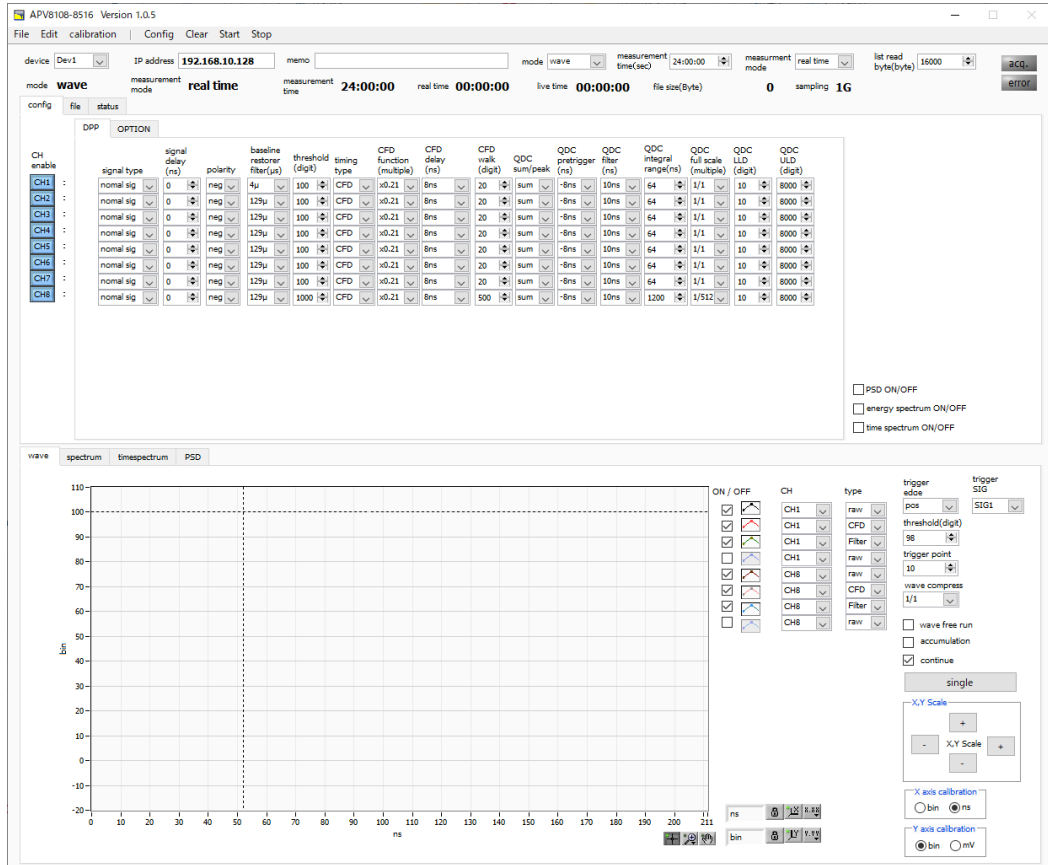 APV8108-8516 Version 1.0.5
File Edit calibration | Config Clear Start Stop
device Dev1 IP address 192.168.10.128 memo mode wave measurement time(sec) 24:00:00 measurment mode real time list read byte(byte) 16000 acq.
mode wave measurement mode real time measurement time 24:00:00 real time 00:00:00 live time 00:00:00 file size(Byte) 0 sampling 1G error
config file status
DPP OPTION
CH enable signal type signal delay (ns) polarity baseline restorer filter(μs) threshold (digit) timing type CFD function (multiple) CFD delay (ns) CFD walk (digit) QDC sum/peak QDC pretrigger (ns) QDC filter (ns) QDC integral range(ns) QDC full scale (multiple) QDC LLD (digit) QDC ULD (digit)
CH1 : nomal sig 0 neg 4μ 100 CFD x0.21 8ns 20 sum -8ns 10ns 64 1/1 10 8000
CH2 : nomal sig 0 neg 129μ 100 CFD x0.21 8ns 20 sum -8ns 10ns 64 1/1 10 8000
CH3 : nomal sig 0 neg 129μ 100 CFD x0.21 8ns 20 sum -8ns 10ns 64 1/1 10 8000
CH4 : nomal sig 0 neg 129μ 100 CFD x0.21 8ns 20 sum -8ns 10ns 64 1/1 10 8000
CH5 : nomal sig 0 neg 129μ 100 CFD x0.21 8ns 20 sum -8ns 10ns 64 1/1 10 8000
CH6 : nomal sig 0 neg 129μ 100 CFD x0.21 8ns 20 sum -8ns 10ns 64 1/1 10 8000
CH7 : nomal sig 0 neg 129μ 100 CFD x0.21 8ns 20 sum -8ns 10ns 64 1/1 10 8000
CH8 : nomal sig 0 neg 129μ 1000 CFD x0.21 8ns 500 sum -8ns 10ns 1200 1/512 10 8000
PSD ON/OFF
energy spectrum ON/OFF
time spectrum ON/OFF
wave spectrum timespectrum PSD
110
100
90
80
70
60
50
40
30
20
10
0
-10
-20
bin
0 10 20 30 40 50 60 70 80 90 100 110 120 130 140 150 160 170 180 190 200 211
ns
ON / OFF CH type
CH1 raw
CH1 CFD
CH1 Filter
CH1 raw
CH8 raw
CH8 CFD
CH8 Filter
CH8 raw
ns
bin
trigger edge trigger SIG
pos SIG1
threshold(digit)
98
trigger point
10
wave compress
1/1
wave free run
accumulation
continue
single
X,Y Scale
+
- X,Y Scale +
-
X axis calibration
bin ns
Y axis calibration
bin mV